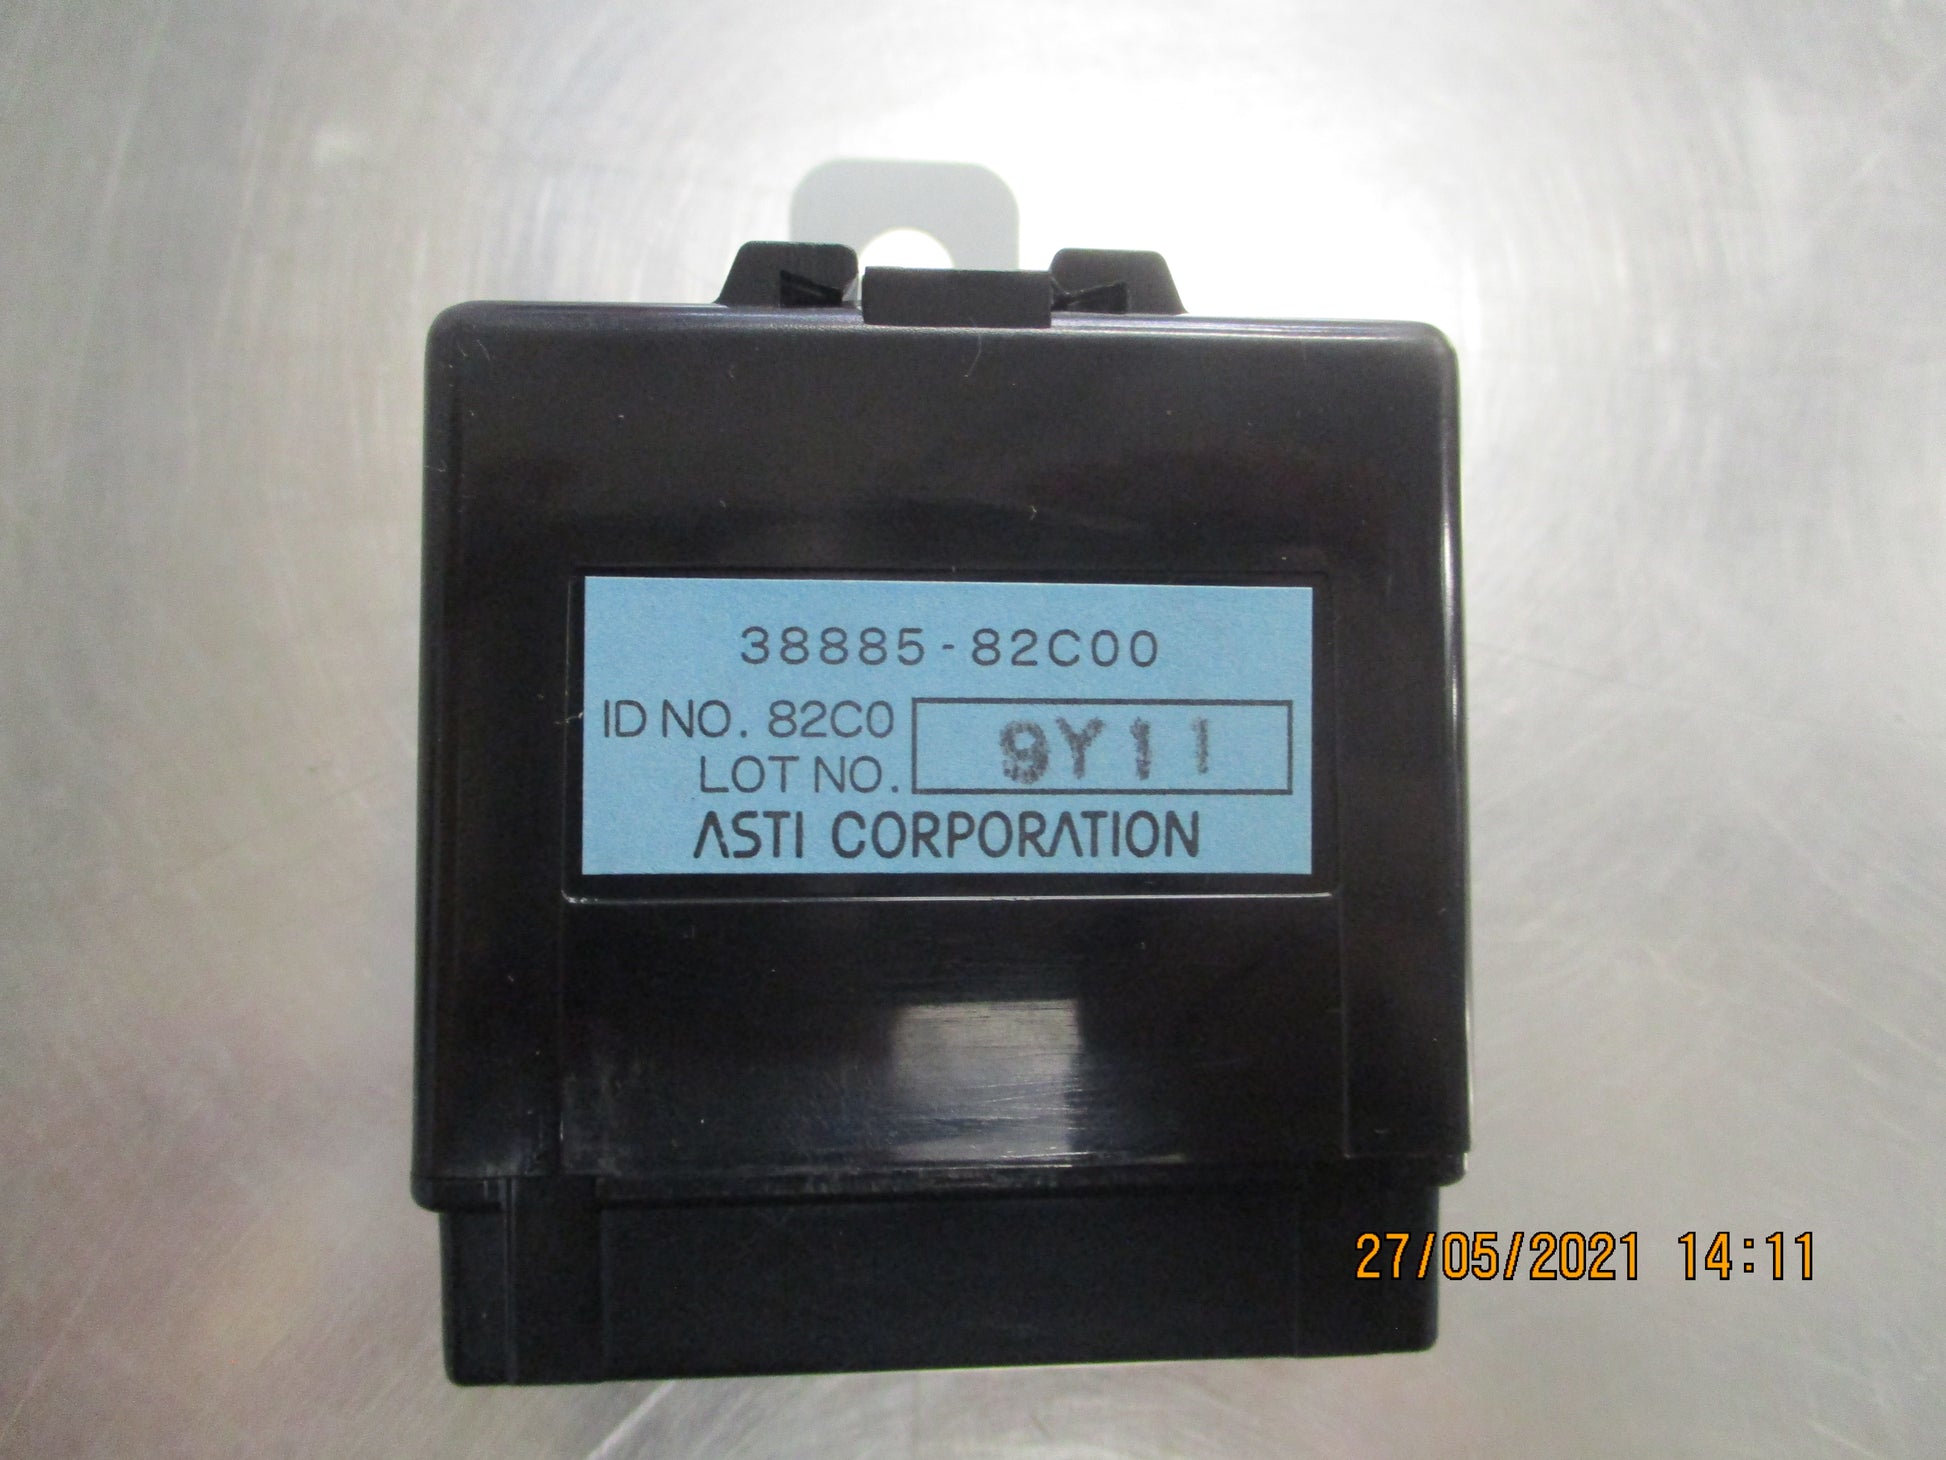 38885-82C00
ID NO. 82C0
LOT NO. 9Y11
ASTI CORPORATION
27/05/2021 14:11